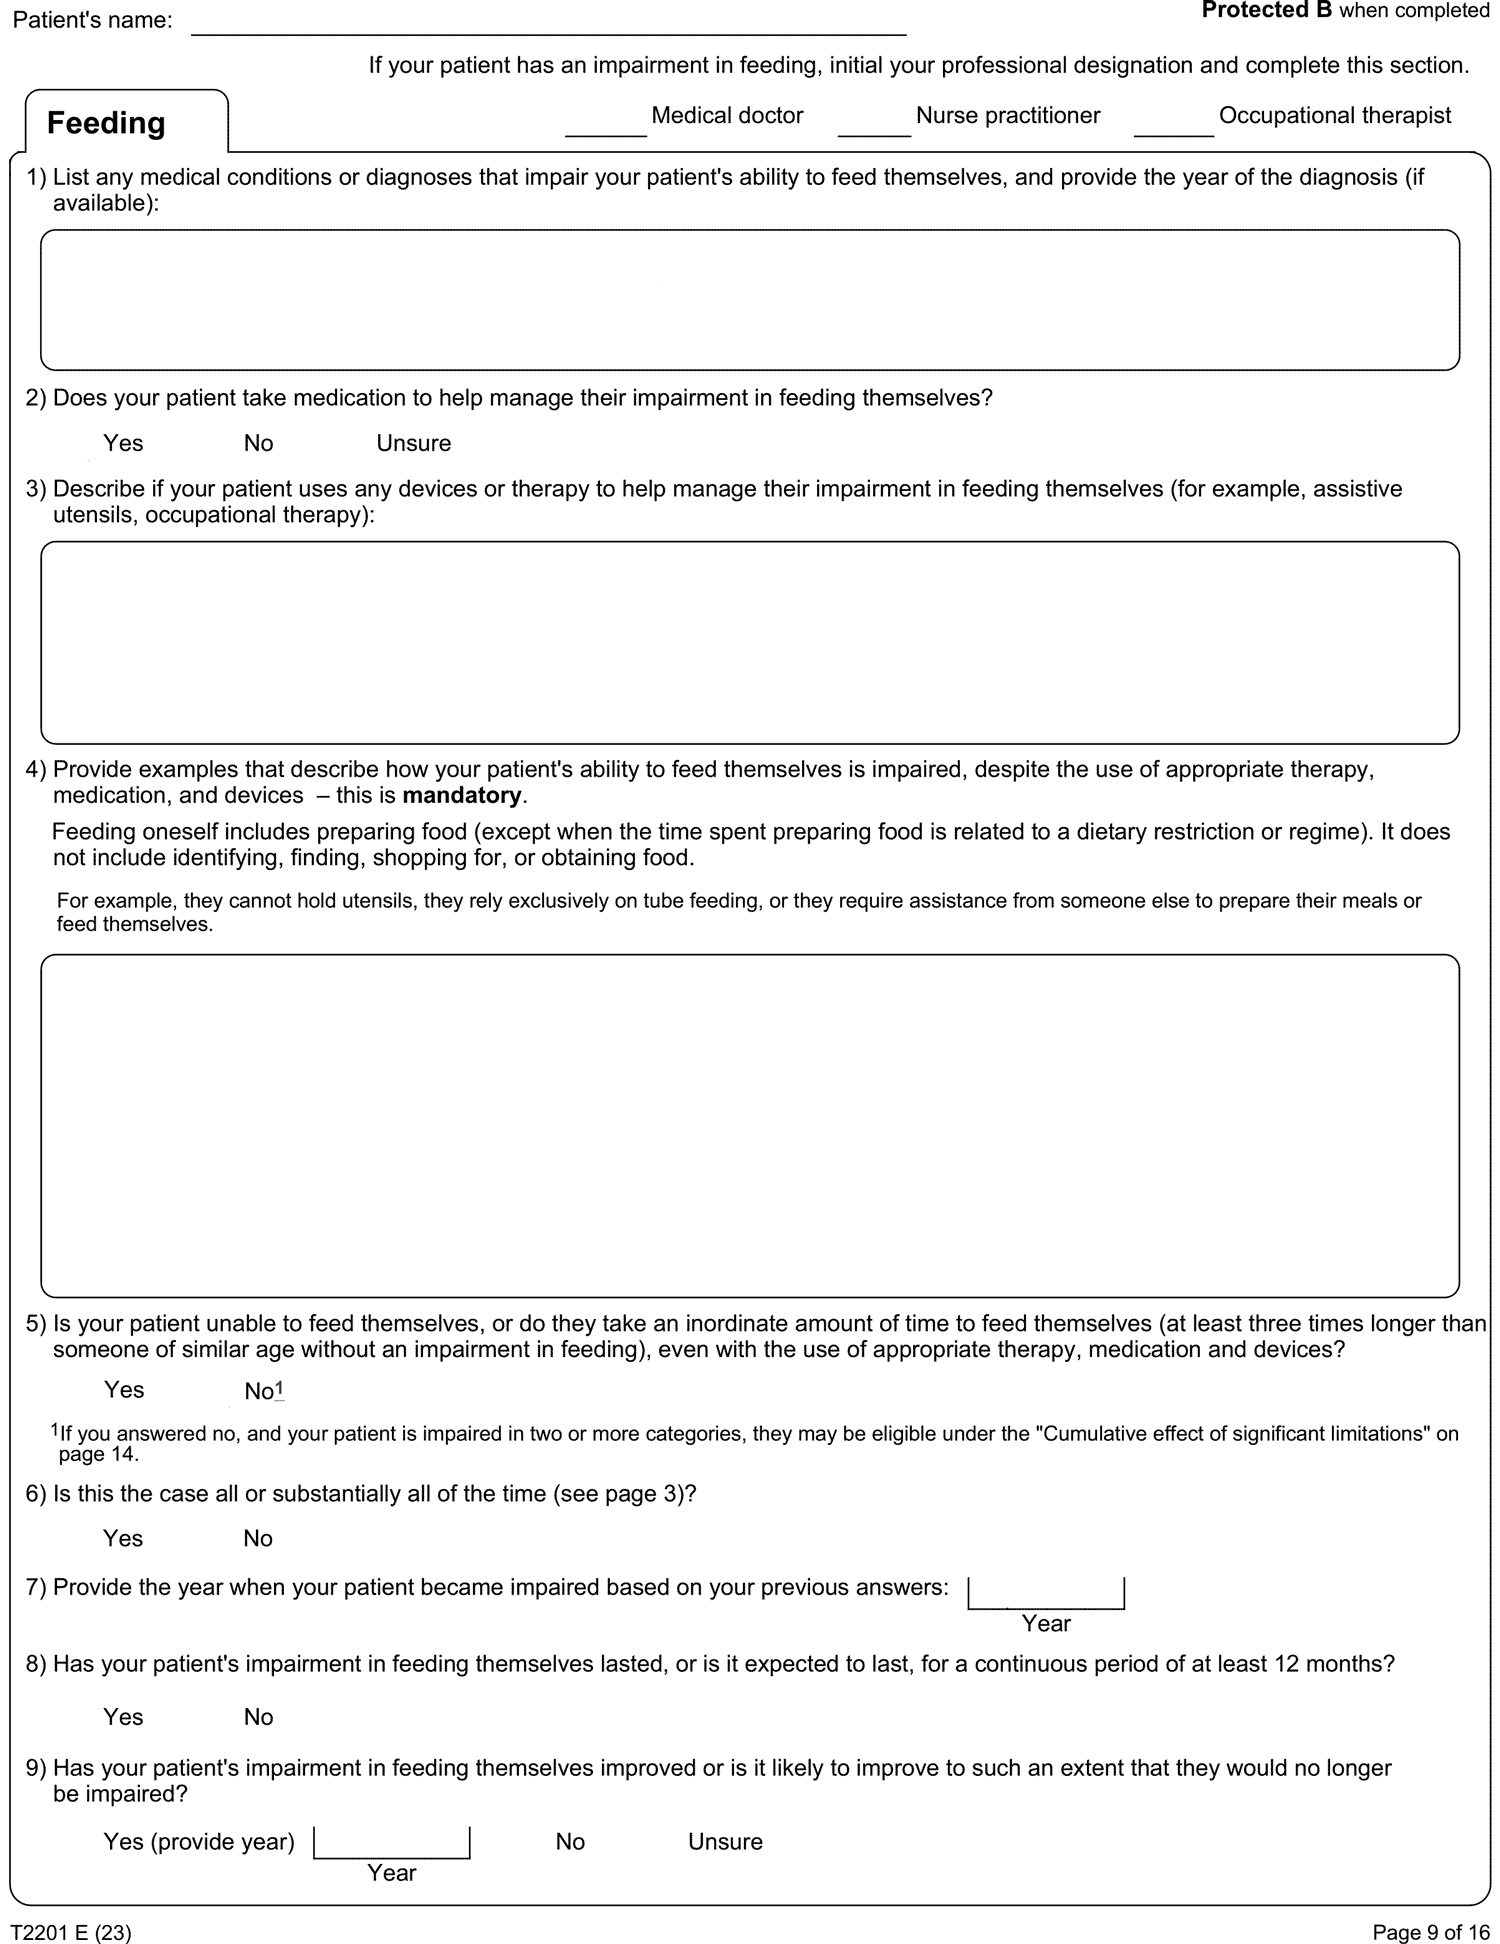 Patient's name:
Protected B when completed
If your patient has an impairment in feeding, initial your professional designation and complete this section.
Feeding
Medical doctor
Nurse practitioner
Occupational therapist
1) List any medical conditions or diagnoses that impair your patient's ability to feed themselves, and provide the year of the diagnosis (if
available):
2) Does your patient take medication to help manage their impairment in feeding themselves?
Yes No Unsure
3) Describe if your patient uses any devices or therapy to help manage their impairment in feeding themselves (for example, assistive
utensils, occupational therapy):
4) Provide examples that describe how your patient's ability to feed themselves is impaired, despite the use of appropriate therapy,
medication, and devices – this is mandatory.
Feeding oneself includes preparing food (except when the time spent preparing food is related to a dietary restriction or regime). It does
not include identifying, finding, shopping for, or obtaining food.
For example, they cannot hold utensils, they rely exclusively on tube feeding, or they require assistance from someone else to prepare their meals or
feed themselves.
5) Is your patient unable to feed themselves, or do they take an inordinate amount of time to feed themselves (at least three times longer than
someone of similar age without an impairment in feeding), even with the use of appropriate therapy, medication and devices?
Yes No1
1If you answered no, and your patient is impaired in two or more categories, they may be eligible under the "Cumulative effect of significant limitations" on
page 14.
6) Is this the case all or substantially all of the time (see page 3)?
Yes No
7) Provide the year when your patient became impaired based on your previous answers:
Year
8) Has your patient's impairment in feeding themselves lasted, or is it expected to last, for a continuous period of at least 12 months?
Yes No
9) Has your patient's impairment in feeding themselves improved or is it likely to improve to such an extent that they would no longer
be impaired?
Yes (provide year) No Unsure
Year
T2201 E (23)
Page 9 of 16